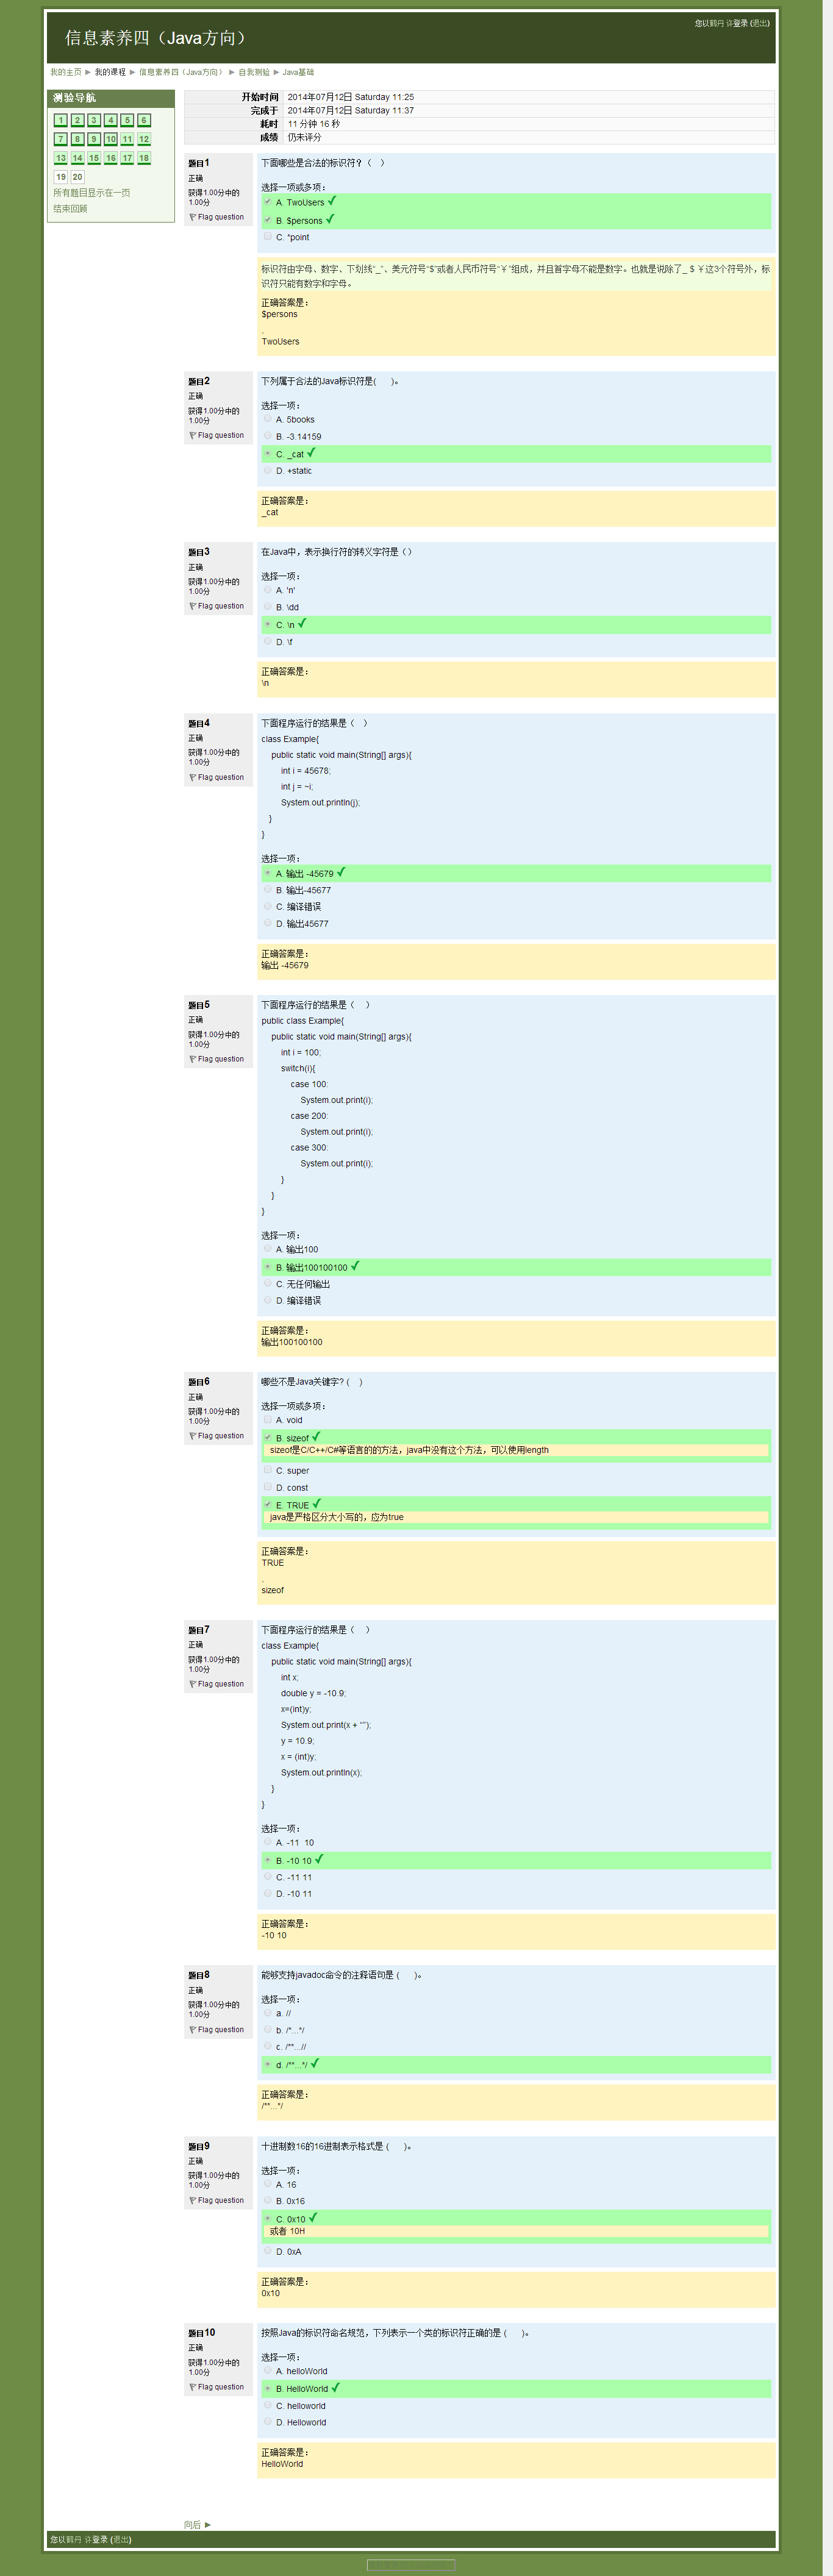 您以鹤丹 许登录 (退出)
信息素养四（Java方向）
我的主页 ► 我的课程 ► 信息素养四（Java方向） ► 自我测验 ► Java基础
测验导航
1 2 3 4 5 6
7 8 9 10 11 12
13 14 15 16 17 18
19 20
所有题目显示在一页
结束回顾
开始时间 2014年07月12日 Saturday 11:25
完成于 2014年07月12日 Saturday 11:37
耗时 11 分钟 16 秒
成绩 仍未评分
题目1
正确
获得1.00分中的
1.00分
Flag question
下面哪些是合法的标识符？（ ）
选择一项或多项：
A. TwoUsers
B. $persons
C. *point
标识符由字母、数字、下划线“_”、美元符号“$”或者人民币符号“￥”组成，并且首字母不能是数字。也就是说除了_ $ ￥这3个符号外，标
识符只能有数字和字母。
正确答案是：
$persons
,
TwoUsers
题目2
正确
获得1.00分中的
1.00分
Flag question
下列属于合法的Java标识符是( )。
选择一项：
A. 5books
B. -3.14159
C. _cat
D. +static
正确答案是：
_cat
题目3
正确
获得1.00分中的
1.00分
Flag question
在Java中，表示换行符的转义字符是（）
选择一项：
A. 'n'
B. \dd
C. \n
D. \f
正确答案是：
\n
题目4
正确
获得1.00分中的
1.00分
Flag question
下面程序运行的结果是（ ）
class Example{
public static void main(String[] args){
int i = 45678;
int j = ~i;
System.out.println(j);
}
}
选择一项：
A. 输出 -45679
B. 输出-45677
C. 编译错误
D. 输出45677
正确答案是：
输出 -45679
题目5
正确
获得1.00分中的
1.00分
Flag question
下面程序运行的结果是（ ）
public class Example{
public static void main(String[] args){
int i = 100;
switch(i){
case 100:
System.out.print(i);
case 200:
System.out.print(i);
case 300:
System.out.print(i);
}
}
}
选择一项：
A. 输出100
B. 输出100100100
C. 无任何输出
D. 编译错误
正确答案是：
输出100100100
题目6
正确
获得1.00分中的
1.00分
Flag question
哪些不是Java关键字? ( )
选择一项或多项：
A. void
B. sizeof
sizeof是C/C++/C#等语言的的方法，java中没有这个方法，可以使用length
C. super
D. const
E. TRUE
java是严格区分大小写的，应为true
正确答案是：
TRUE
,
sizeof
题目7
正确
获得1.00分中的
1.00分
Flag question
下面程序运行的结果是（ ）
class Example{
public static void main(String[] args){
int x;
double y = -10.9;
x=(int)y;
System.out.print(x + “”);
y = 10.9;
x = (int)y;
System.out.println(x);
}
}
选择一项：
A. -11 10
B. -10 10
C. -11 11
D. -10 11
正确答案是：
-10 10
题目8
正确
获得1.00分中的
1.00分
Flag question
能够支持javadoc命令的注释语句是 ( )。
选择一项：
a. //
b. /*...*/
c. /**...//
d. /**...*/
正确答案是：
/**...*/
题目9
正确
获得1.00分中的
1.00分
Flag question
十进制数16的16进制表示格式是 ( )。
选择一项：
A. 16
B. 0x16
C. 0x10
或者 10H
D. 0xA
正确答案是：
0x10
题目10
正确
获得1.00分中的
1.00分
Flag question
按照Java的标识符命名规范，下列表示一个类的标识符正确的是 ( )。
选择一项：
A. helloWorld
B. HelloWorld
C. helloworld
D. Helloworld
正确答案是：
HelloWorld
向后 ►
您以鹤丹 许登录 (退出)